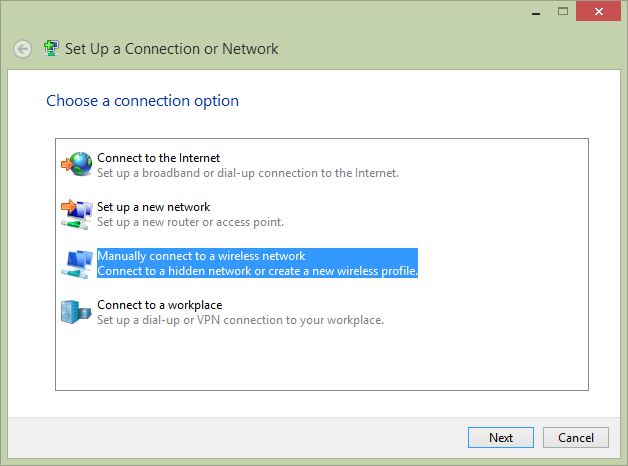 Set Up a Connection or Network
Choose a connection option
Connect to the Internet
Set up a broadband or dial-up connection to the Internet.
Set up a new network
Set up a new router or access point.
Manually connect to a wireless network
Connect to a hidden network or create a new wireless profile.
Connect to a workplace
Set up a dial-up or VPN connection to your workplace.
Next
Cancel